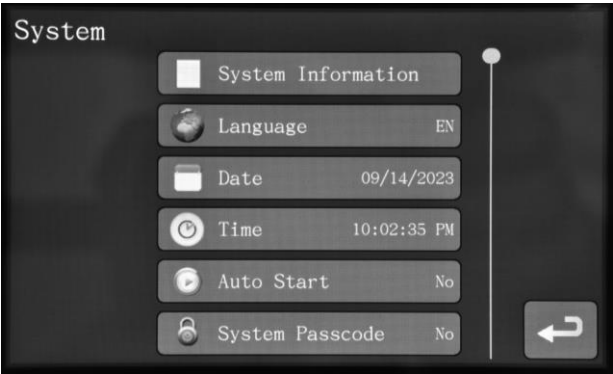 System
System Information
Language EN
Date 09/14/2023
Time 10:02:35 PM
Auto Start No
System Passcode No